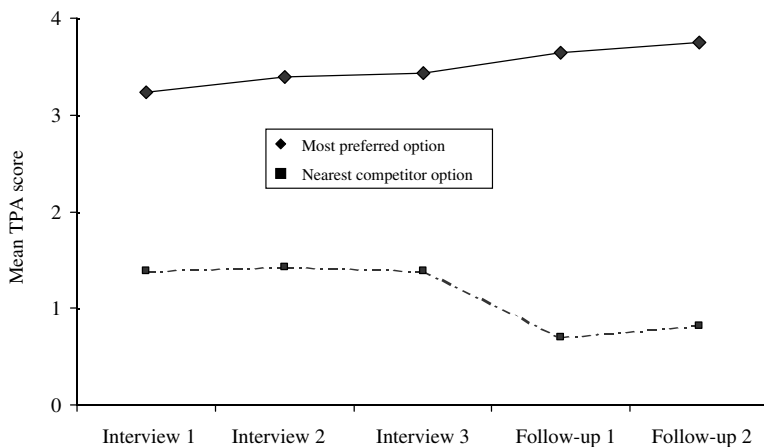 4
3
2
1
0
Mean TPA score
Most preferred option
Nearest competitor option
Interview 1 Interview 2 Interview 3 Follow-up 1 Follow-up 2